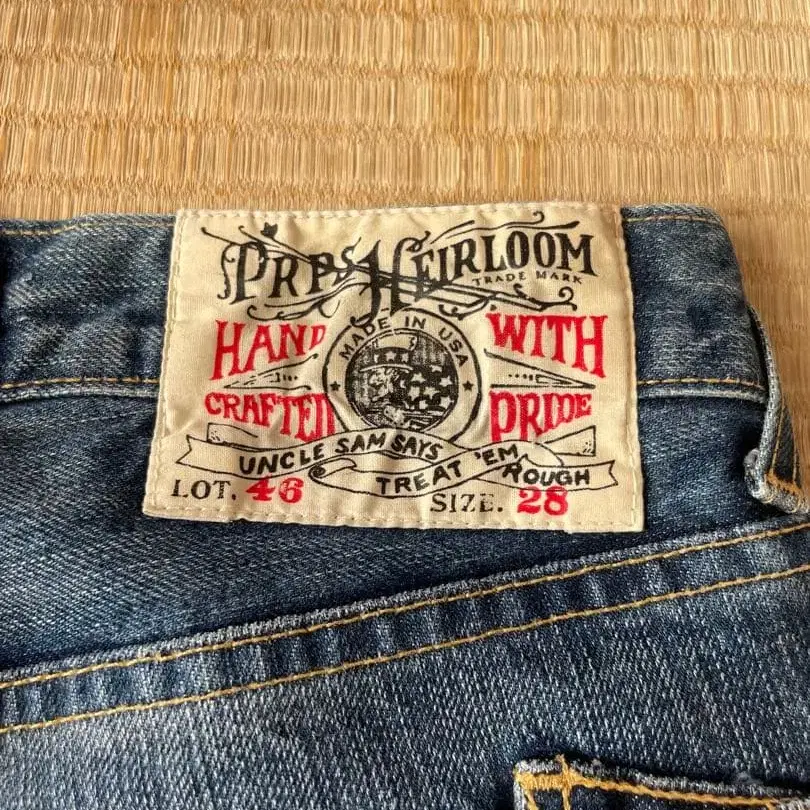 PRPS HEIRLOOM
TRADE MARK
HAND WITH
MADE IN USA
CRAFTED PRIDE
UNCLE SAM SAYS
TREAT 'EM ROUGH
LOT. 46 SIZE. 28